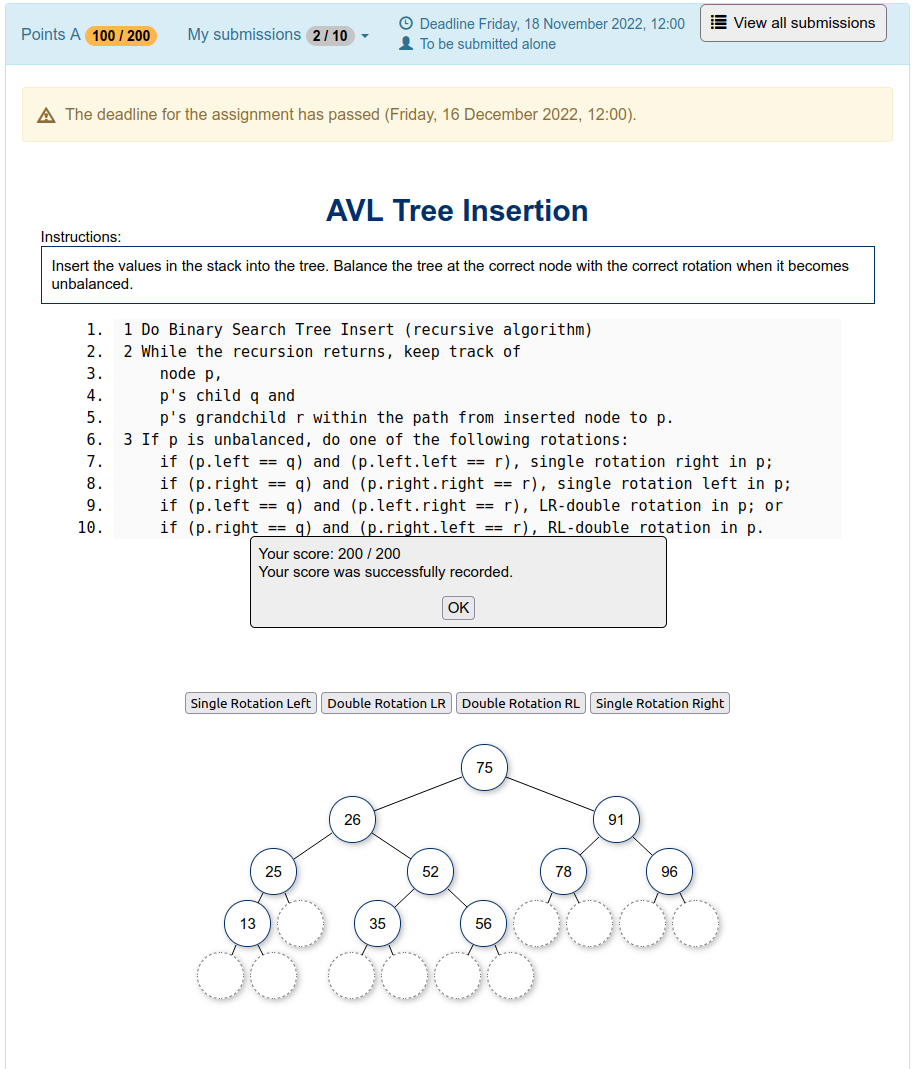 Points A 100 / 200 My submissions 2 / 10 Deadline Friday, 18 November 2022, 12:00 View all submissions
To be submitted alone
The deadline for the assignment has passed (Friday, 16 December 2022, 12:00).
AVL Tree Insertion
Instructions:
Insert the values in the stack into the tree. Balance the tree at the correct node with the correct rotation when it becomes
unbalanced.
1. 1 Do Binary Search Tree Insert (recursive algorithm)
2. 2 While the recursion returns, keep track of
3. node p,
4. p's child q and
5. p's grandchild r within the path from inserted node to p.
6. 3 If p is unbalanced, do one of the following rotations:
7. if (p.left == q) and (p.left.left == r), single rotation right in p;
8. if (p.right == q) and (p.right.right == r), single rotation left in p;
9. if (p.left == q) and (p.left.right == r), LR-double rotation in p; or
10. if (p.right == q) and (p.right.left == r), RL-double rotation in p.
Your score: 200 / 200
Your score was successfully recorded.
OK
Single Rotation Left Double Rotation LR Double Rotation RL Single Rotation Right
75
26 91
25 52 78 96
13 35 56